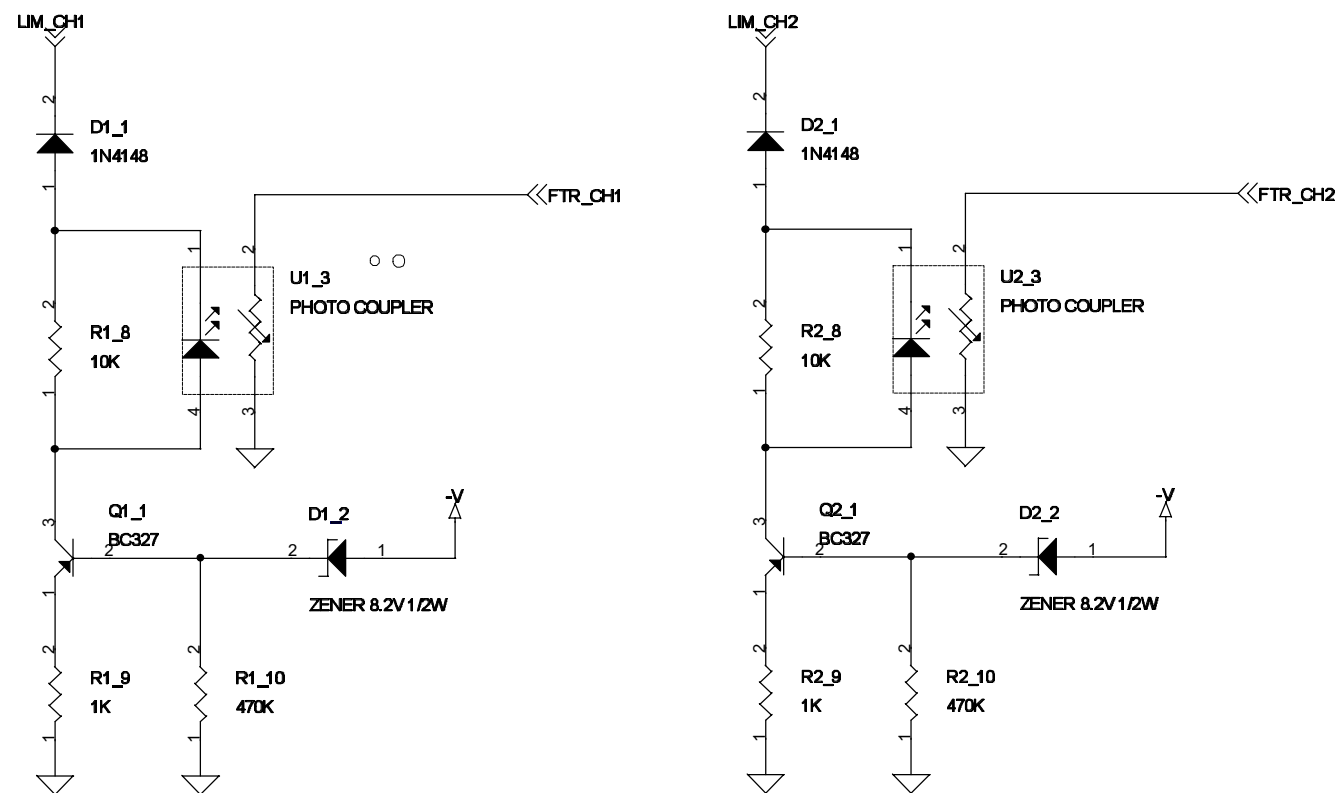 LIM_CH1
2
D1_1
1N4148
1
FTR_CH1
1
2
U1_3
PHOTO COUPLER
2
R1_8
10K
1
4
3
-V
Q1_1
BC327
3
2
D1_2
2
1
ZENER 8.2V 1/2W
1
2
R1_9
1K
1
2
R1_10
470K
1
LIM_CH2
2
D2_1
1N4148
1
FTR_CH2
1
2
U2_3
PHOTO COUPLER
2
R2_8
10K
1
4
3
-V
Q2_1
BC327
3
2
D2_2
2
1
ZENER 8.2V 1/2W
1
2
R2_9
1K
1
2
R2_10
470K
1